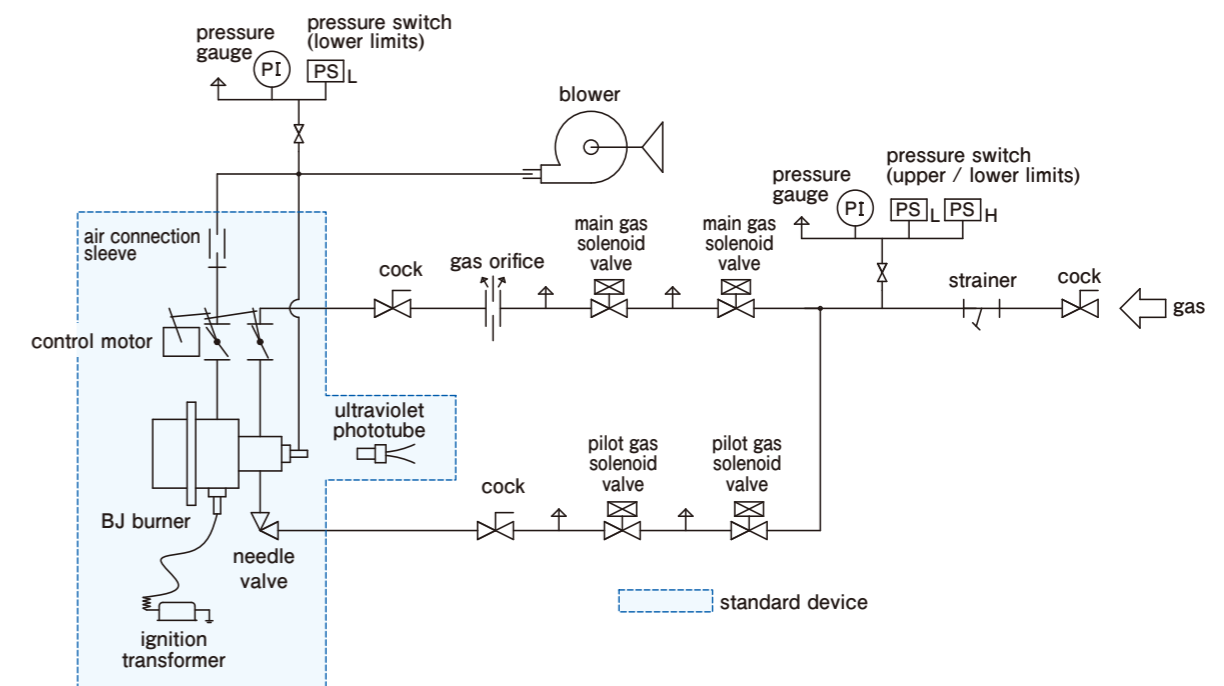 pressure
gauge
PI
pressure switch
(lower limits)
PS L
blower
pressure
gauge
PI
pressure switch
(upper / lower limits)
PS L
PS H
air connection
sleeve
cock
gas orifice
main gas
solenoid
valve
main gas
solenoid
valve
strainer
cock
gas
control motor
ultraviolet
phototube
pilot gas
solenoid
valve
pilot gas
solenoid
valve
cock
BJ burner
needle
valve
ignition
transformer
standard device